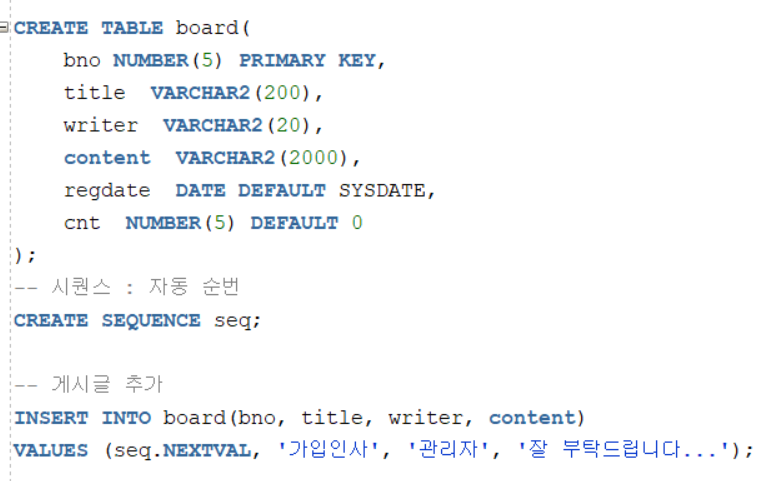 CREATE TABLE board(
    bno NUMBER(5) PRIMARY KEY,
    title  VARCHAR2(200),
    writer  VARCHAR2(20),
    content  VARCHAR2(2000),
    regdate  DATE DEFAULT SYSDATE,
    cnt  NUMBER(5) DEFAULT 0
);
-- 시퀀스 : 자동 순번
CREATE SEQUENCE seq;

-- 게시글 추가
INSERT INTO board(bno, title, writer, content)
VALUES (seq.NEXTVAL, '가입인사', '관리자', '잘 부탁드립니다...');